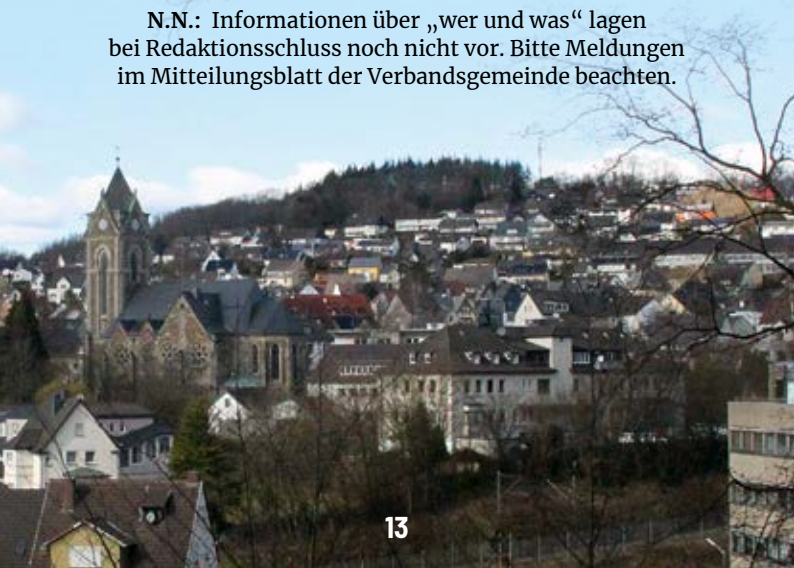 N.N.: Informationen über „wer und was“ lagen
bei Redaktionsschluss noch nicht vor. Bitte Meldungen
im Mitteilungsblatt der Verbandsgemeinde beachten.
13